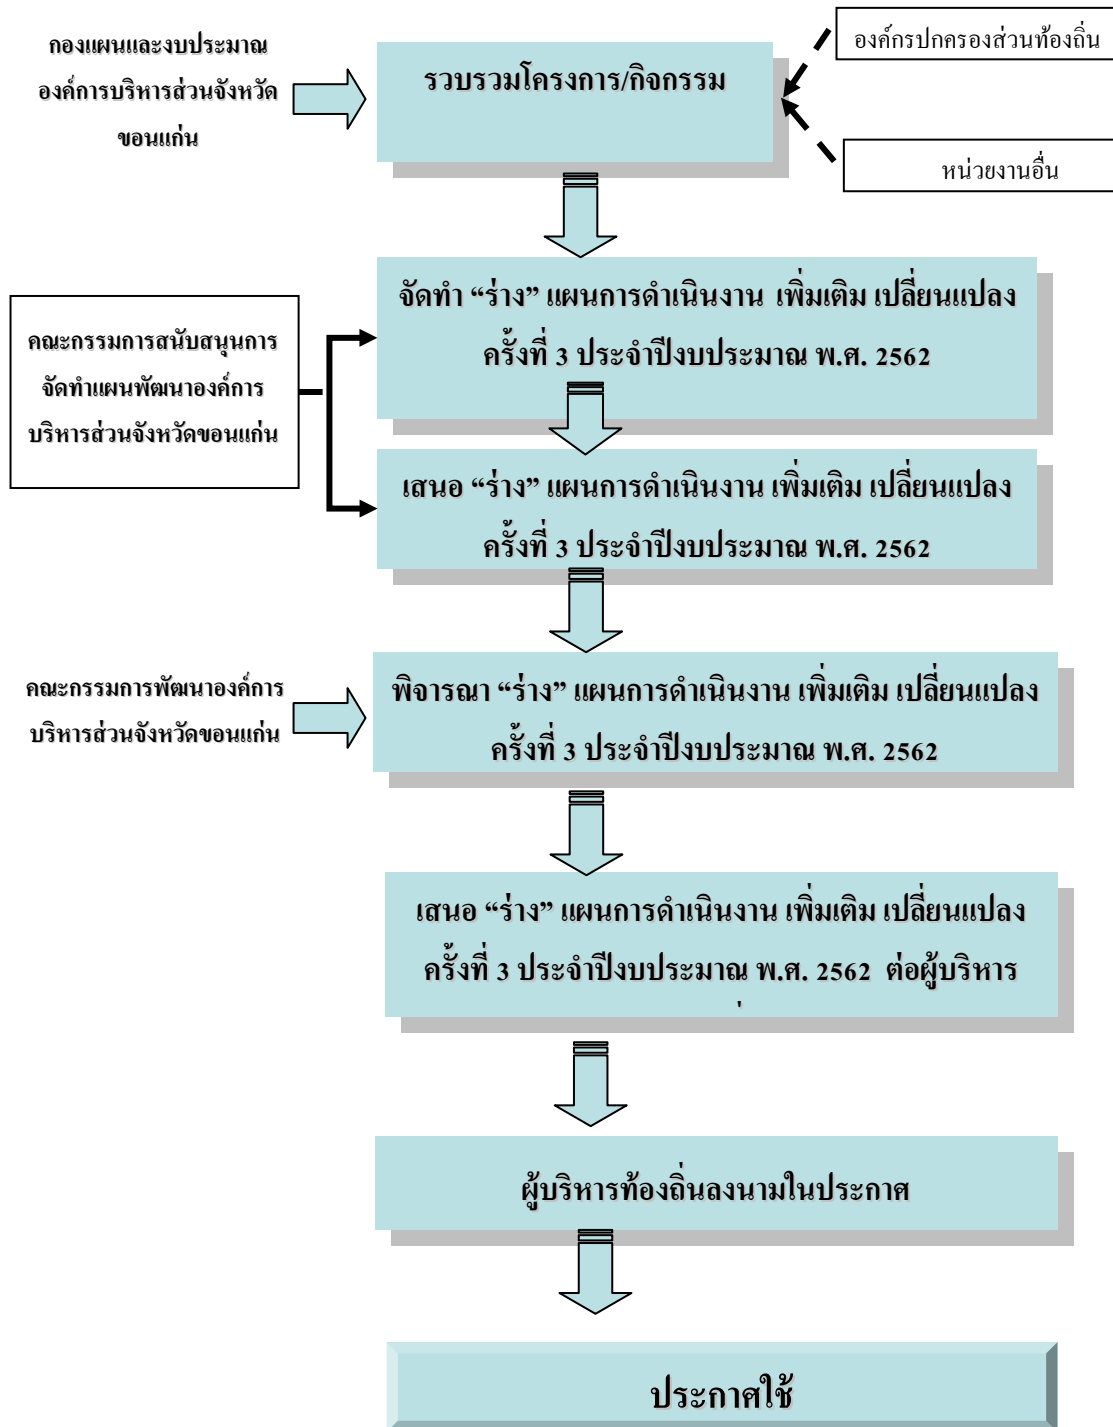 กองแผนและงบประมาณ
องค์การบริหารส่วนจังหวัด
ขอนแก่น
รวบรวมโครงการ/กิจกรรม
องค์กรปกครองส่วนท้องถิ่น
หน่วยงานอื่น
จัดทำ “ร่าง” แผนการดำเนินงาน เพิ่มเติม เปลี่ยนแปลง
ครั้งที่ 3 ประจำปีงบประมาณ พ.ศ. 2562
คณะกรรมการสนับสนุนการ
จัดทำแผนพัฒนาองค์การ
บริหารส่วนจังหวัดขอนแก่น
เสนอ “ร่าง” แผนการดำเนินงาน เพิ่มเติม เปลี่ยนแปลง
ครั้งที่ 3 ประจำปีงบประมาณ พ.ศ. 2562
คณะกรรมการพัฒนาองค์การ
บริหารส่วนจังหวัดขอนแก่น
พิจารณา “ร่าง” แผนการดำเนินงาน เพิ่มเติม เปลี่ยนแปลง
ครั้งที่ 3 ประจำปีงบประมาณ พ.ศ. 2562
เสนอ “ร่าง” แผนการดำเนินงาน เพิ่มเติม เปลี่ยนแปลง
ครั้งที่ 3 ประจำปีงบประมาณ พ.ศ. 2562 ต่อผู้บริหาร
ผู้บริหารท้องถิ่นลงนามในประกาศ
ประกาศใช้